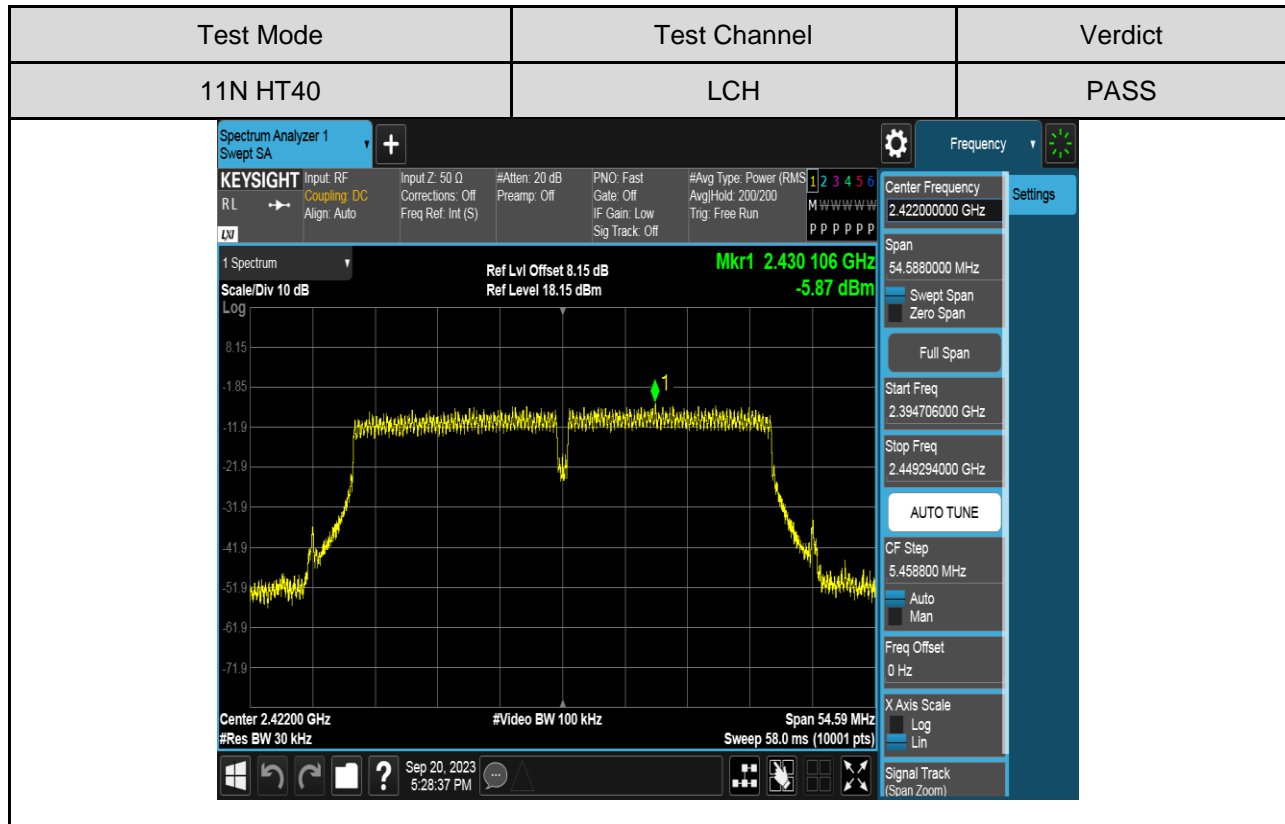 Test Mode Test Channel Verdict
11N HT40 LCH PASS
Spectrum Analyzer 1
Swept SA
+
Frequency
KEYSIGHT Input: RF Input Z: 50 Ω #Atten: 20 dB PNO: Fast #Avg Type: Power (RMS 1 2 3 4 5 6
RL Coupling: DC Corrections: Off Preamp: Off Gate: Off Avg|Hold: 200/200 M W W W W W
Align: Auto Freq Ref: Int (S) IF Gain: Low Trig: Free Run
LXI Sig Track: Off P P P P P P
1 Spectrum Ref Lvl Offset 8.15 dB Mkr1 2.430 106 GHz
Scale/Div 10 dB Ref Level 18.15 dBm -5.87 dBm
Log
8.15
-1.85
1
-11.9
-21.9
-31.9
-41.9
-51.9
-61.9
-71.9
Center 2.42200 GHz #Video BW 100 kHz Span 54.59 MHz
#Res BW 30 kHz Sweep 58.0 ms (10001 pts)
Center Frequency
2.422000000 GHz
Settings
Span
54.5880000 MHz
Swept Span
Zero Span
Full Span
Start Freq
2.394706000 GHz
Stop Freq
2.449294000 GHz
AUTO TUNE
CF Step
5.458800 MHz
Auto
Man
Freq Offset
0 Hz
X Axis Scale
Log
Lin
Signal Track
(Span Zoom)
? Sep 20, 2023
5:28:37 PM